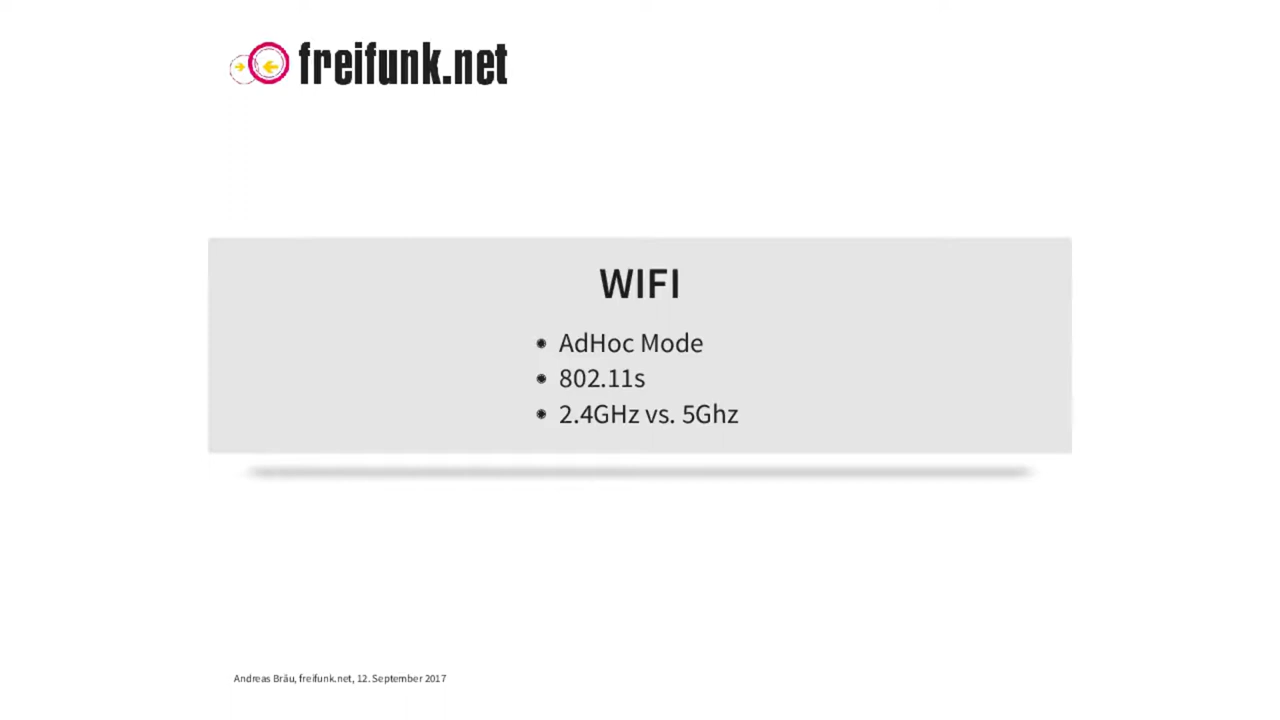 freifunk.net
WIFI
AdHoc Mode
802.11s
2.4GHz vs. 5Ghz
Andreas Bräu, freifunk.net, 12. September 2017